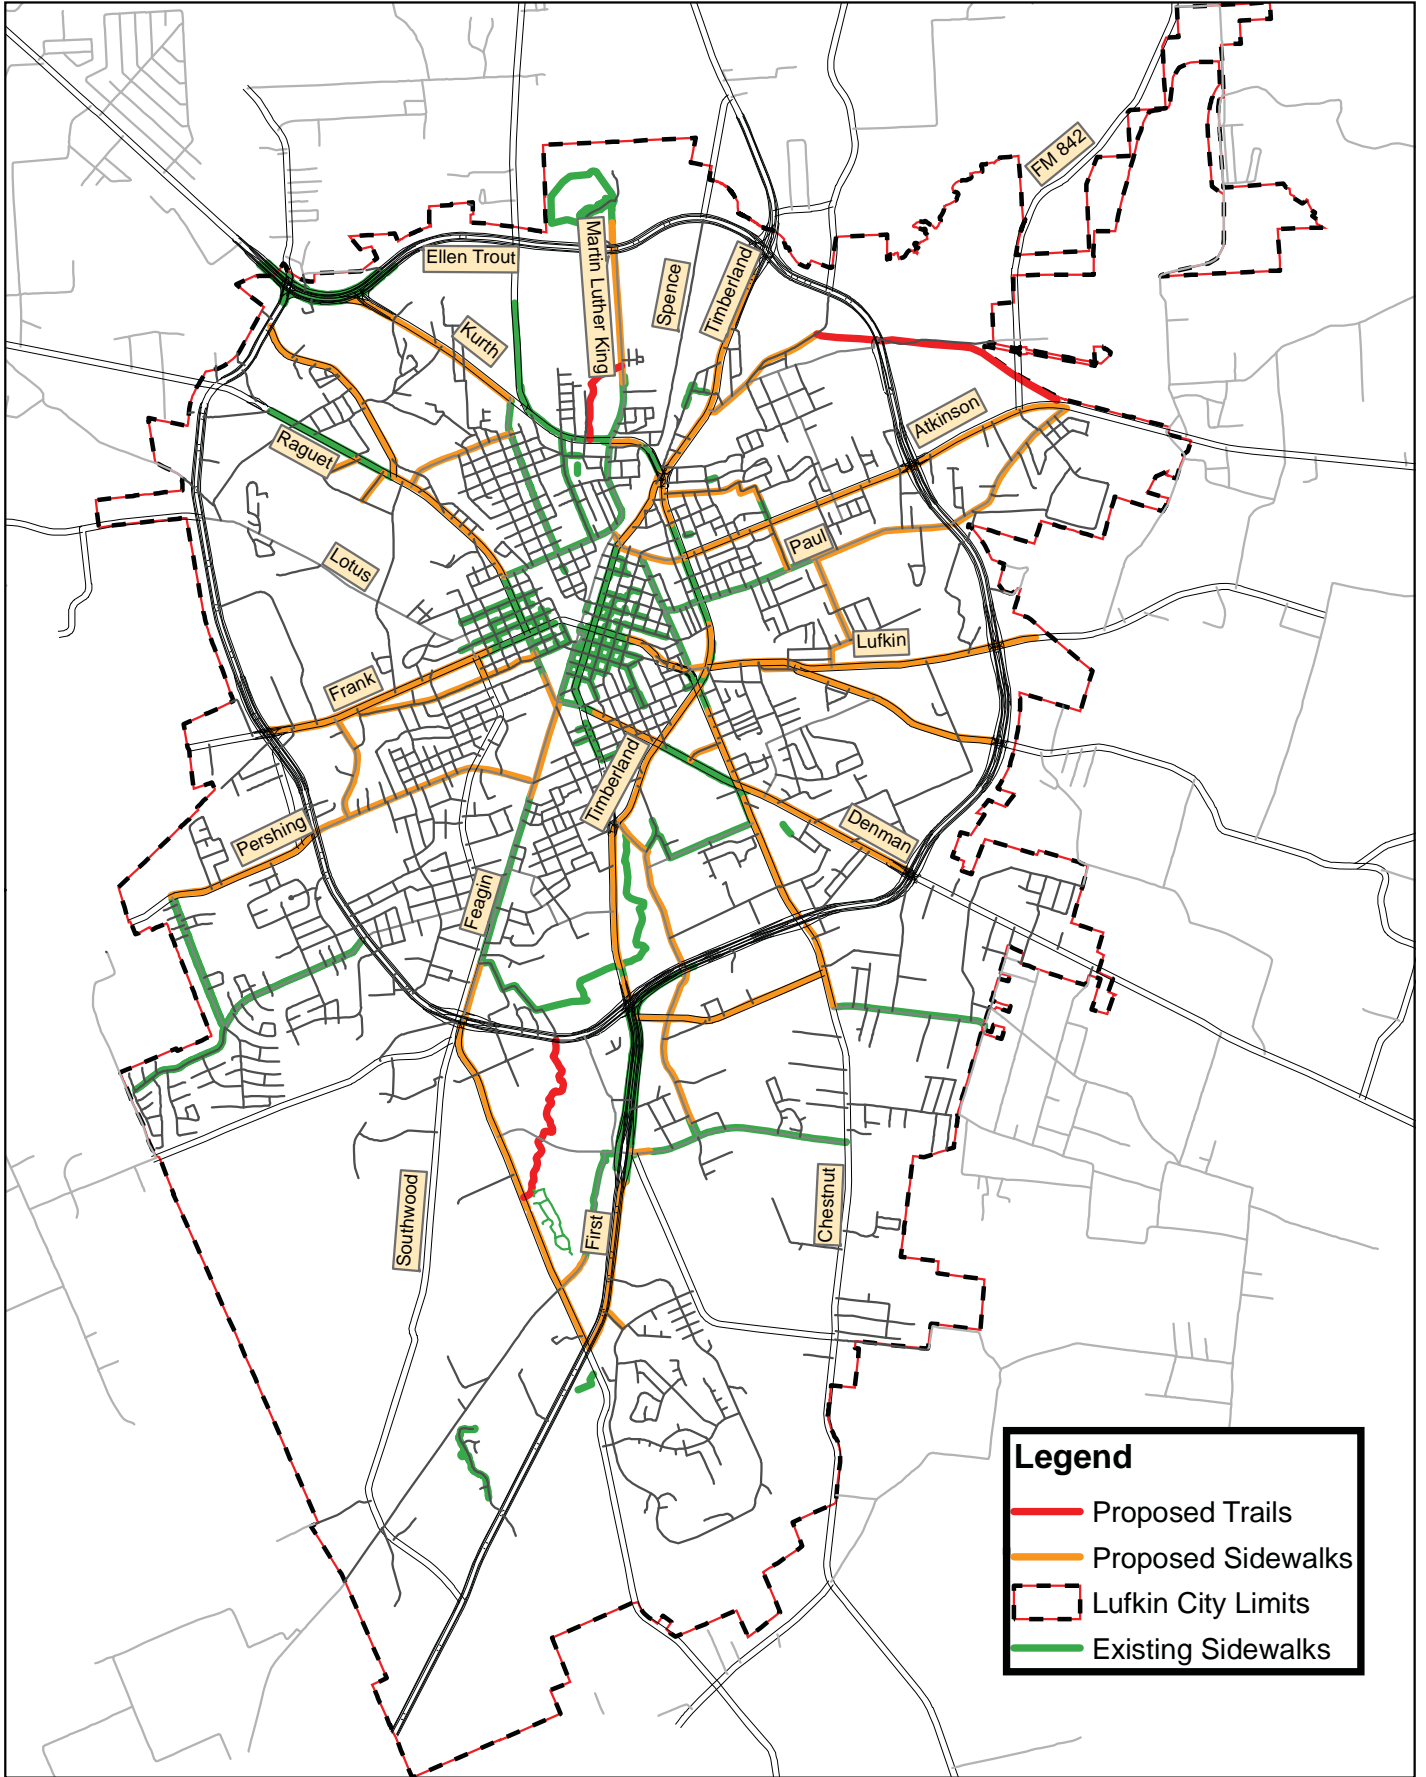 FM 842
Ellen Trout
Martin Luther King
Spence
Timberland
Kurth
Atkinson
Raguet
Paul
Lotus
Lufkin
Frank
Timberland
Pershing
Denman
Feagin
Southwood
First
Chestnut
Legend
Proposed Trails
Proposed Sidewalks
Lufkin City Limits
Existing Sidewalks